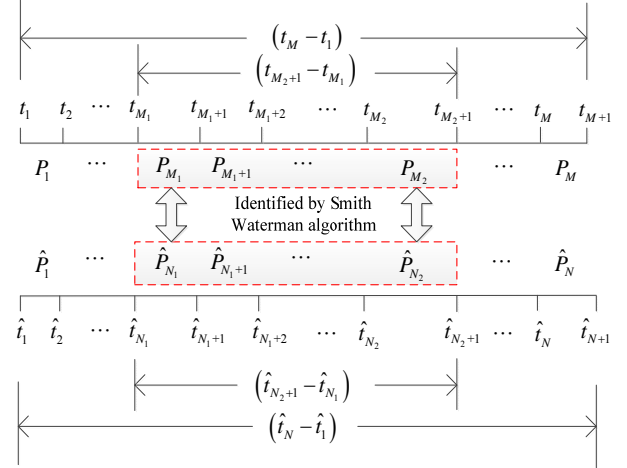 (t_M − t_1)
(t_{M_2+1} − t_{M_1})
t_1 t_2 ⋯ t_{M_1} t_{M_1+1} t_{M_1+2} ⋯ t_{M_2} t_{M_2+1} ⋯ t_M t_{M+1}
P_1 ⋯ P_{M_1} P_{M_1+1} ⋯ P_{M_2} ⋯ P_M
Identified by Smith
Waterman algorithm
P̂_1 ⋯ P̂_{N_1} P̂_{N_1+1} ⋯ P̂_{N_2} ⋯ P̂_N
t̂_1 t̂_2 ⋯ t̂_{N_1} t̂_{N_1+1} t̂_{N_1+2} ⋯ t̂_{N_2} t̂_{N_2+1} ⋯ t̂_N t̂_{N+1}
(t̂_{N_2+1} − t̂_{N_1})
(t̂_N − t̂_1)